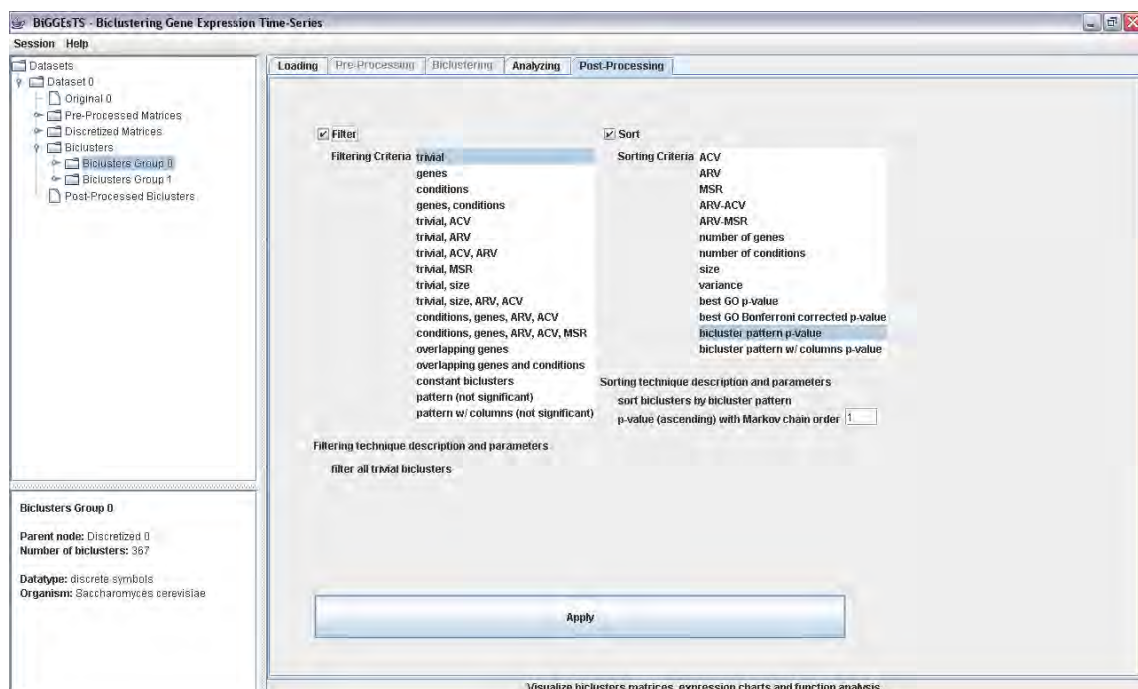 BiGGEsTS - Biclustering Gene Expression Time-Series
Session Help
Datasets
Dataset 0
Original 0
Pre-Processed Matrices
Discretized Matrices
Biclusters
Biclusters Group 0
Biclusters Group 1
Post-Processed Biclusters
Loading Pre-Processing Biclustering Analyzing Post-Processing
Filter
Filtering Criteria trivial
genes
conditions
genes, conditions
trivial, ACV
trivial, ARV
trivial, ACV, ARV
trivial, MSR
trivial, size
trivial, size, ARV, ACV
conditions, genes, ARV, ACV
conditions, genes, ARV, ACV, MSR
overlapping genes
overlapping genes and conditions
constant biclusters
pattern (not significant)
pattern w/ columns (not significant)
Filtering technique description and parameters
filter all trivial biclusters
Sort
Sorting Criteria ACV
ARV
MSR
ARV-ACV
ARV-MSR
number of genes
number of conditions
size
variance
best GO p-value
best GO Bonferroni corrected p-value
bicluster pattern p-value
bicluster pattern w/ columns p-value
Sorting technique description and parameters
sort biclusters by bicluster pattern
p-value (ascending) with Markov chain order 1
Biclusters Group 0
Parent node: Discretized 0
Number of biclusters: 367
Datatype: discrete symbols
Organism: Saccharomyces cerevisiae
Apply
Visualize biclusters matrices, expression charts and function analysis